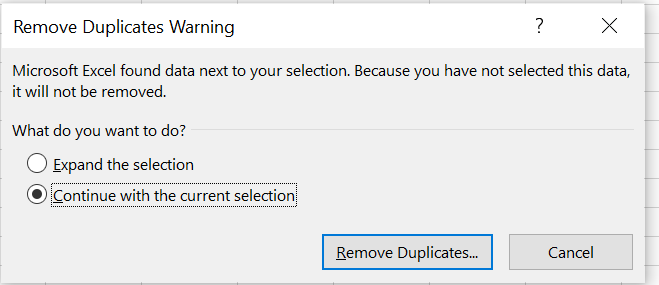 Remove Duplicates Warning ?
Microsoft Excel found data next to your selection. Because you have not selected this data,
it will not be removed.
What do you want to do?
Expand the selection
Continue with the current selection
Remove Duplicates... Cancel